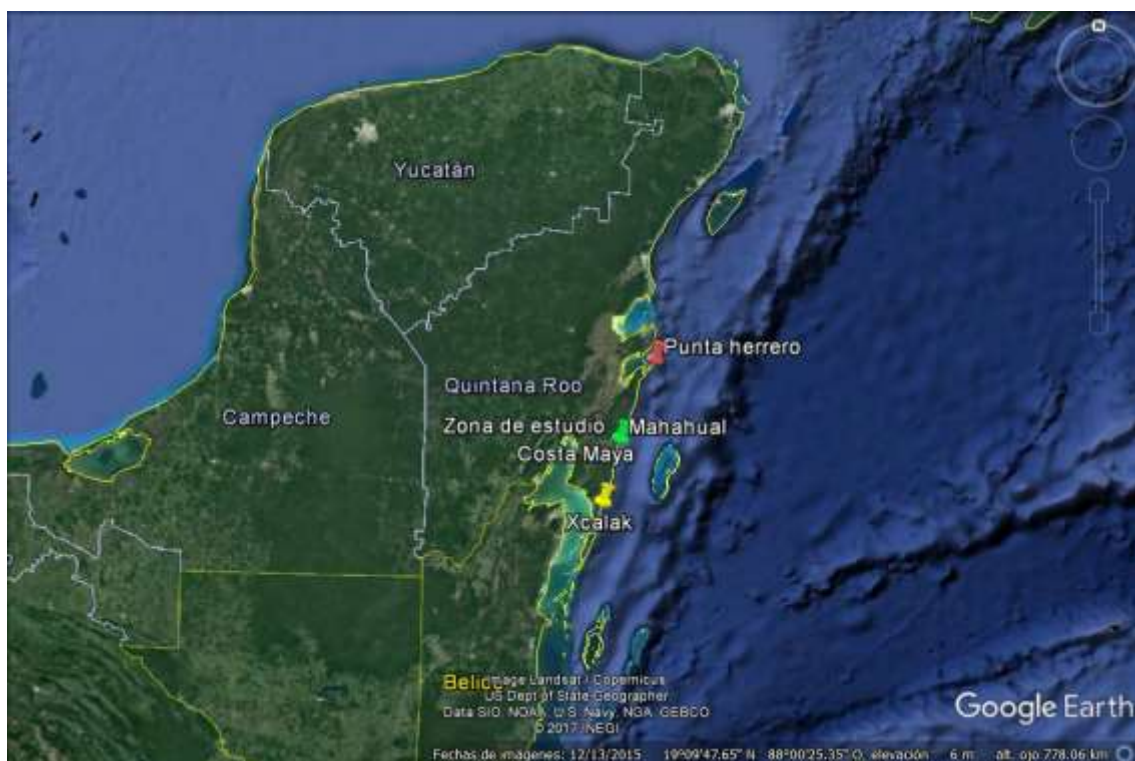 N
Yucatán
Punta herrero
Quintana Roo
Campeche
Zona de estudio
Mahahual
Costa Maya
Xcalak
Belice
Image Landsat / Copernicus
US Dept of State Geographer
Data SIO, NOAA, U.S. Navy, NGA, GEBCO
© 2017 INEGI
Google Earth
Fechas de imágenes: 12/13/2015 19°09'47.65" N 88°00'25.35" O, elevación 6 m alt. ojo 778.06 km